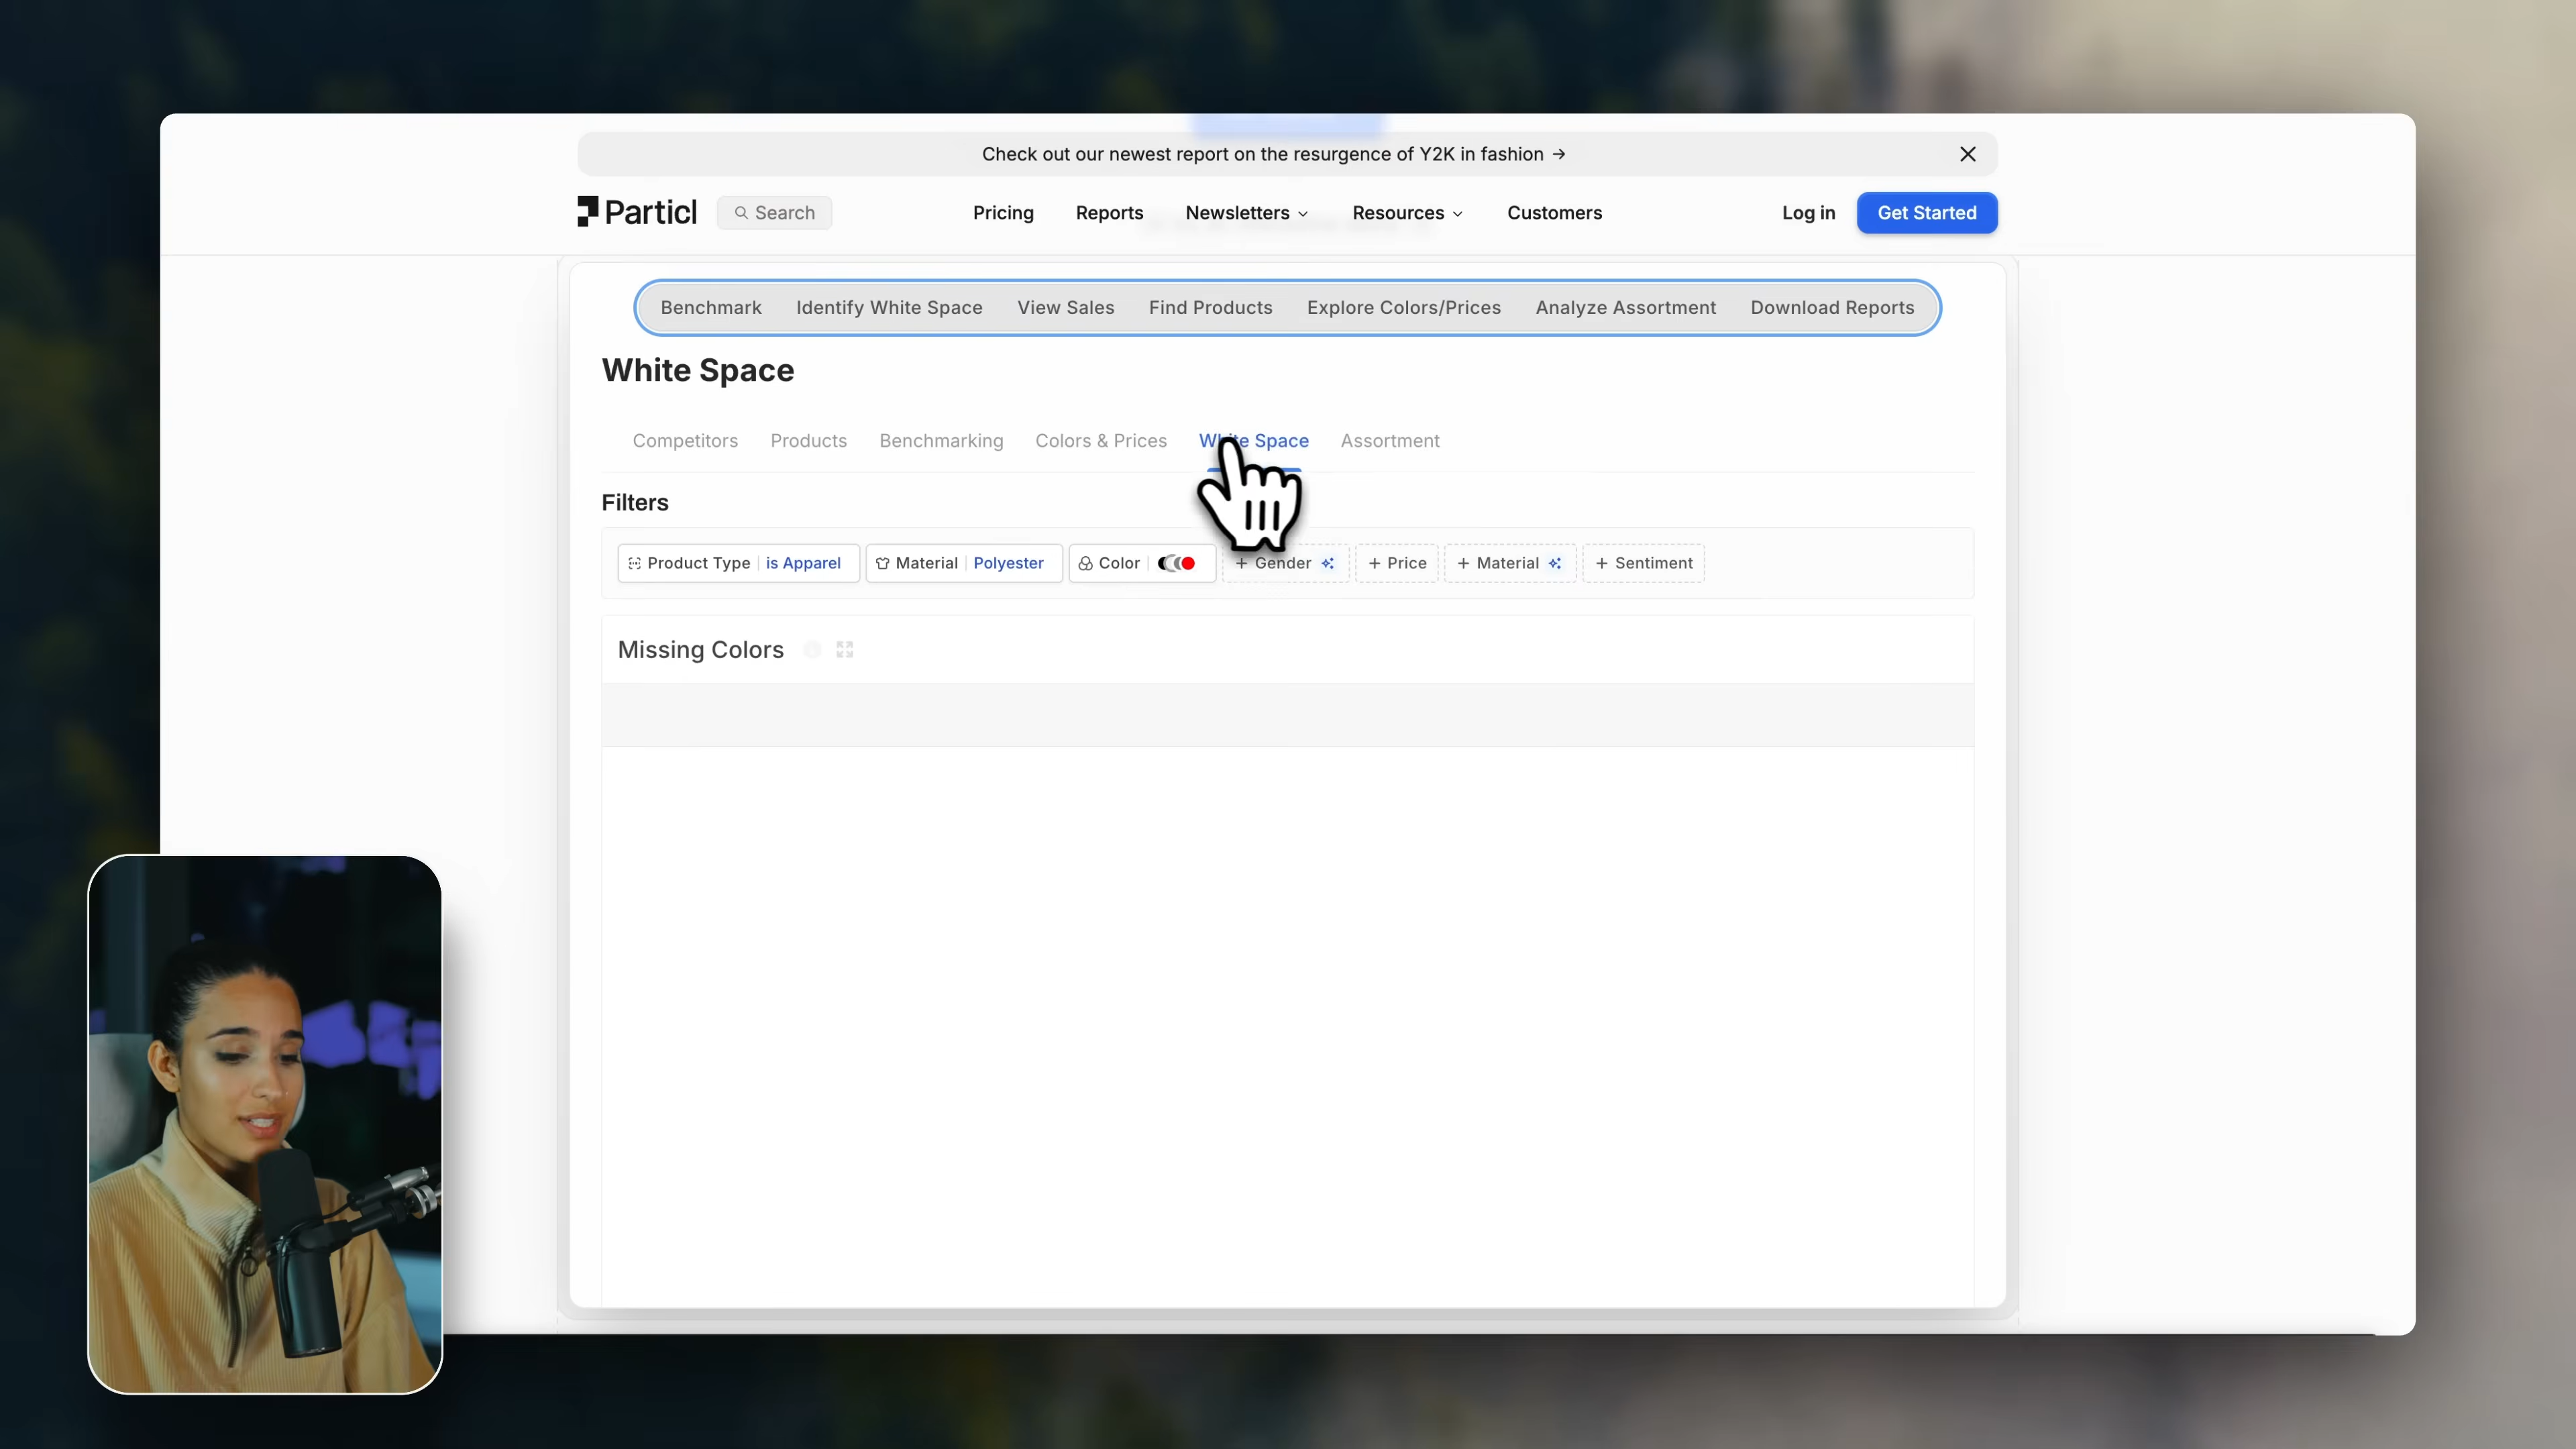 Check out our newest report on the resurgence of Y2K in fashion →
Particl Search Pricing Reports Newsletters Resources Customers Log in Get Started
Benchmark Identify White Space View Sales Find Products Explore Colors/Prices Analyze Assortment Download Reports
White Space
Competitors Products Benchmarking Colors & Prices White Space Assortment
Filters
Product Type is Apparel Material Polyester Color + Gender + Price + Material + Sentiment
Missing Colors